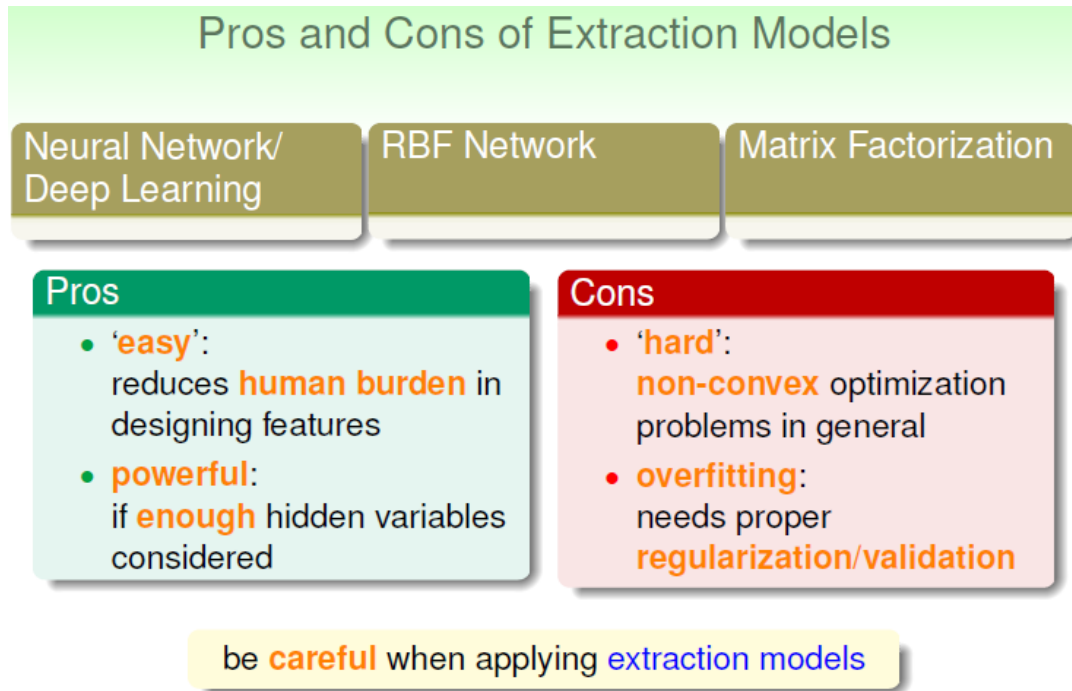 Pros and Cons of Extraction Models
Neural Network/
Deep Learning
RBF Network
Matrix Factorization
Pros
• ‘easy’:
reduces human burden in
designing features
• powerful:
if enough hidden variables
considered
Cons
• ‘hard’:
non-convex optimization
problems in general
• overfitting:
needs proper
regularization/validation
be careful when applying extraction models